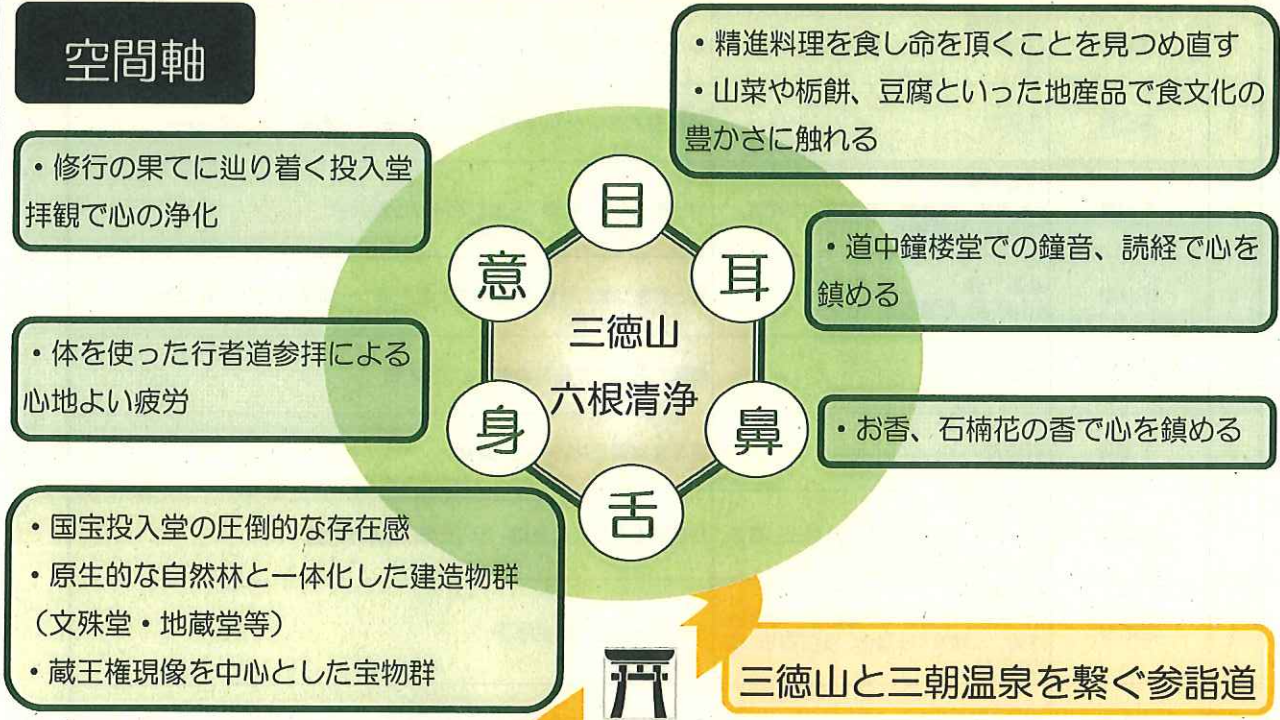 空間軸
・精進料理を食し命を頂くことを見つめ直す
・山菜や栃餅、豆腐といった地産品で食文化の
豊かさに触れる
・修行の果てに辿り着く投入堂
拝観で心の浄化
目
意
耳
・道中鐘楼堂での鐘音、読経で心を
鎮める
三徳山
六根清浄
・体を使った行者道参拝による
心地よい疲労
身
鼻
・お香、石楠花の香で心を鎮める
舌
・国宝投入堂の圧倒的な存在感
・原生的な自然林と一体化した建造物群
（文殊堂・地蔵堂等）
・蔵王権現像を中心とした宝物群
三徳山と三朝温泉を繋ぐ参詣道